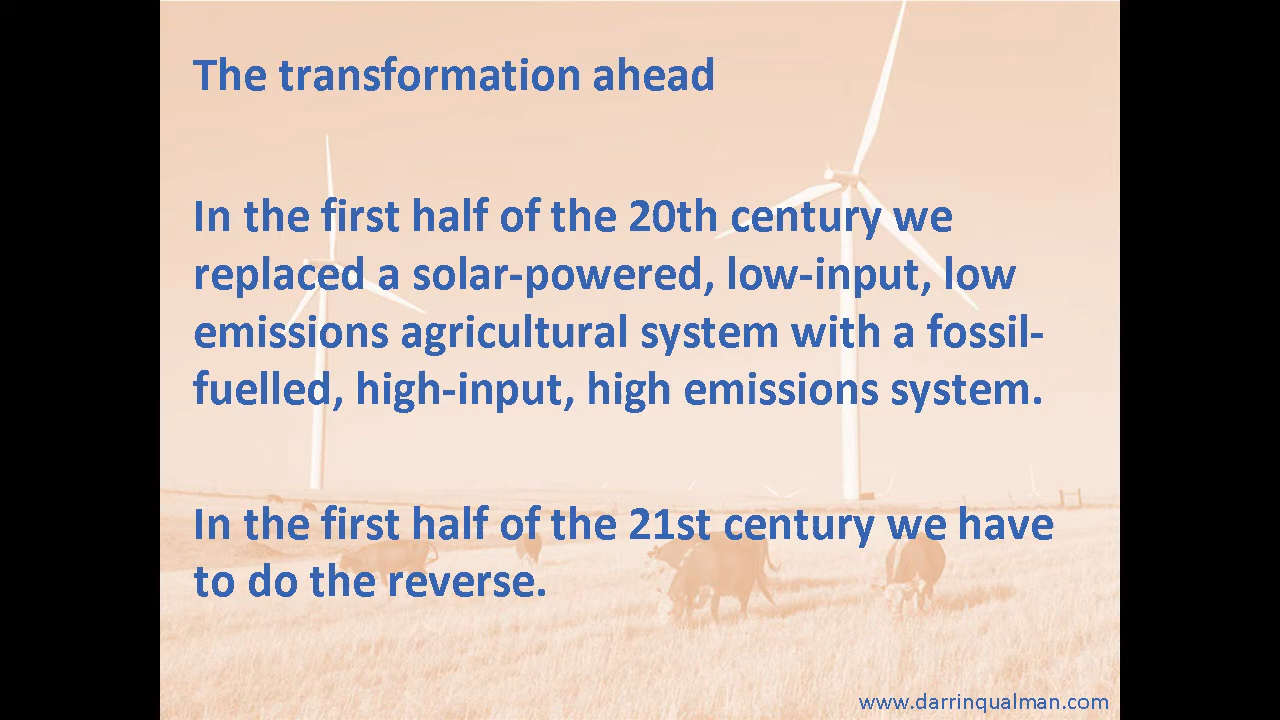 The transformation ahead
In the first half of the 20th century we
replaced a solar-powered, low-input, low
emissions agricultural system with a fossil-
fuelled, high-input, high emissions system.
In the first half of the 21st century we have
to do the reverse.
www.darrinqualman.com